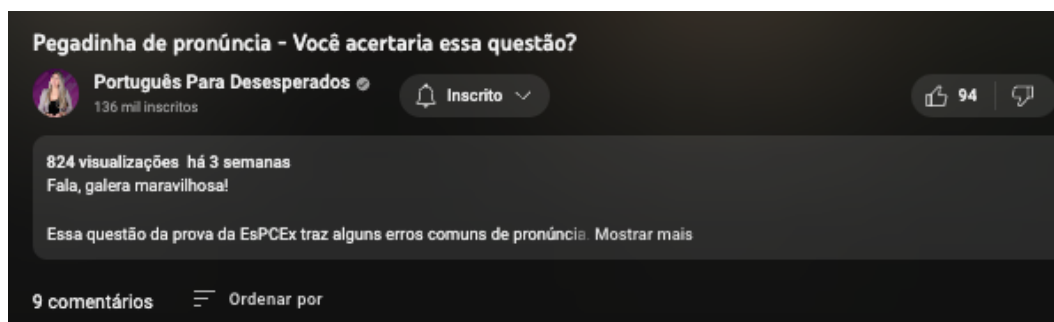 Pegadinha de pronúncia - Você acertaria essa questão?
Português Para Desesperados
136 mil inscritos
Inscrito
94
824 visualizações há 3 semanas
Fala, galera maravilhosa!
Essa questão da prova da EsPCEx traz alguns erros comuns de pronúncia. Mostrar mais
9 comentários
Ordenar por